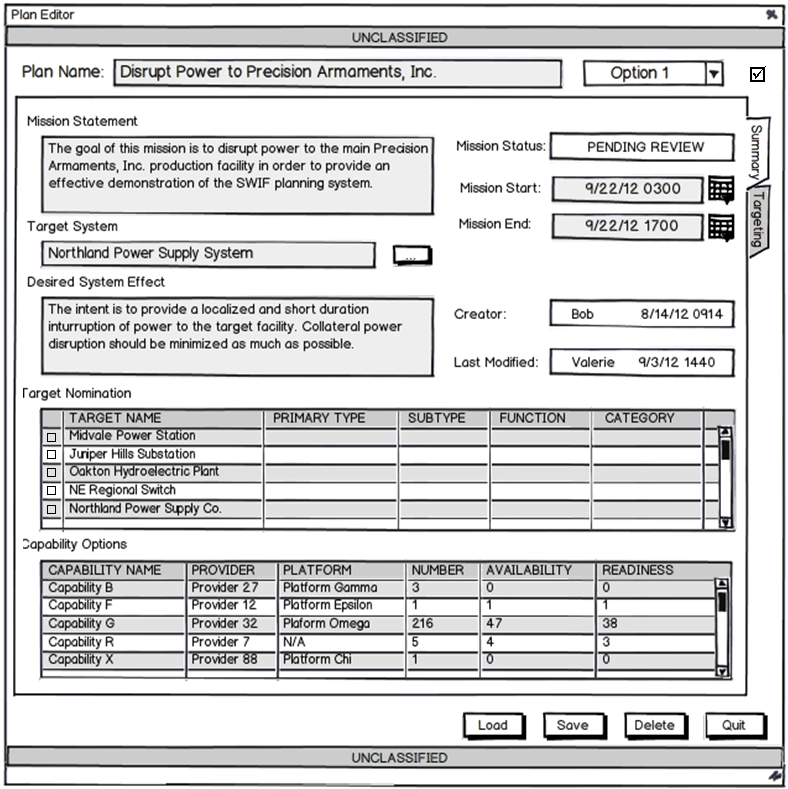 Plan Editor
UNCLASSIFIED
Plan Name: Disrupt Power to Precision Armaments, Inc. Option 1
Summary
Targeting
Mission Statement
The goal of this mission is to disrupt power to the main Precision
Armaments, Inc. production facility in order to provide an
effective demonstration of the SWIF planning system.
Mission Status: PENDING REVIEW
Mission Start: 9/22/12 0300
Mission End: 9/22/12 1700
Target System
Northland Power Supply System ...
Desired System Effect
The intent is to provide a localized and short duration
inturruption of power to the target facility. Collateral power
disruption should be minimized as much as possible.
Creator: Bob 8/14/12 0914
Last Modified: Valerie 9/3/12 1440
Target Nomination
TARGET NAME PRIMARY TYPE SUBTYPE FUNCTION CATEGORY
Midvale Power Station
Juniper Hills Substation
Oakton Hydroelectric Plant
NE Regional Switch
Northland Power Supply Co.
Capability Options
CAPABILITY NAME PROVIDER PLATFORM NUMBER AVAILABILITY READINESS
Capability B Provider 27 Platform Gamma 3 0 0
Capability F Provider 12 Platform Epsilon 1 1 1
Capability G Provider 32 Plaform Omega 216 47 38
Capability R Provider 7 N/A 5 4 3
Capability X Provider 88 Platform Chi 1 0 0
Load Save Delete Quit
UNCLASSIFIED